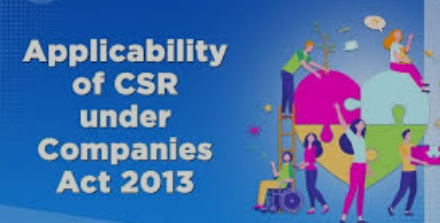 Applicability
of CSR
under
Companies
Act 2013